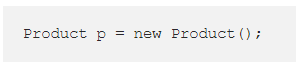 Product p = new Product();